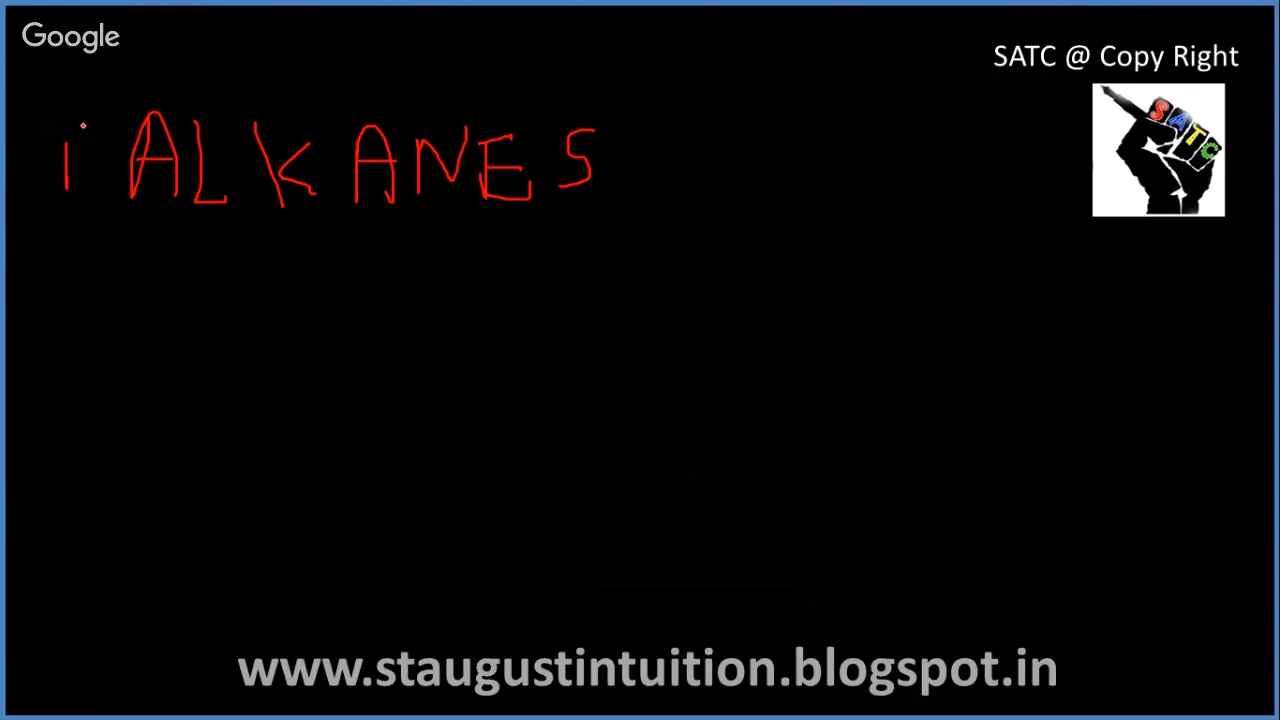 Google
SATC @ Copy Right
SATC
i ALKANES
www.staugustintuition.blogspot.in